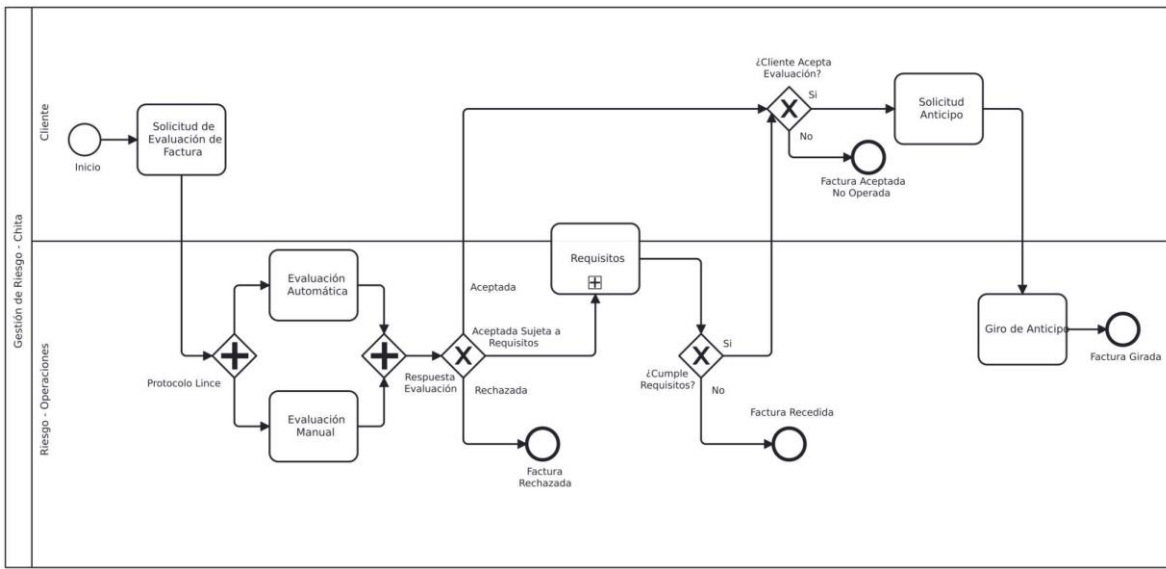 Gestión de Riesgo - Chita
Cliente
Inicio
Solicitud de
Evaluación de
Factura
¿Cliente Acepta
Evaluación?
Si
No
Factura Aceptada
No Operada
Solicitud
Anticipo
Riesgo - Operaciones
Protocolo Lince
Evaluación
Automática
Evaluación
Manual
Respuesta
Evaluación
Aceptada
Aceptada Sujeta a
Requisitos
Rechazada
Factura
Rechazada
Requisitos
¿Cumple
Requisitos?
Si
No
Factura Recedida
Giro de Anticipo
Factura Girada